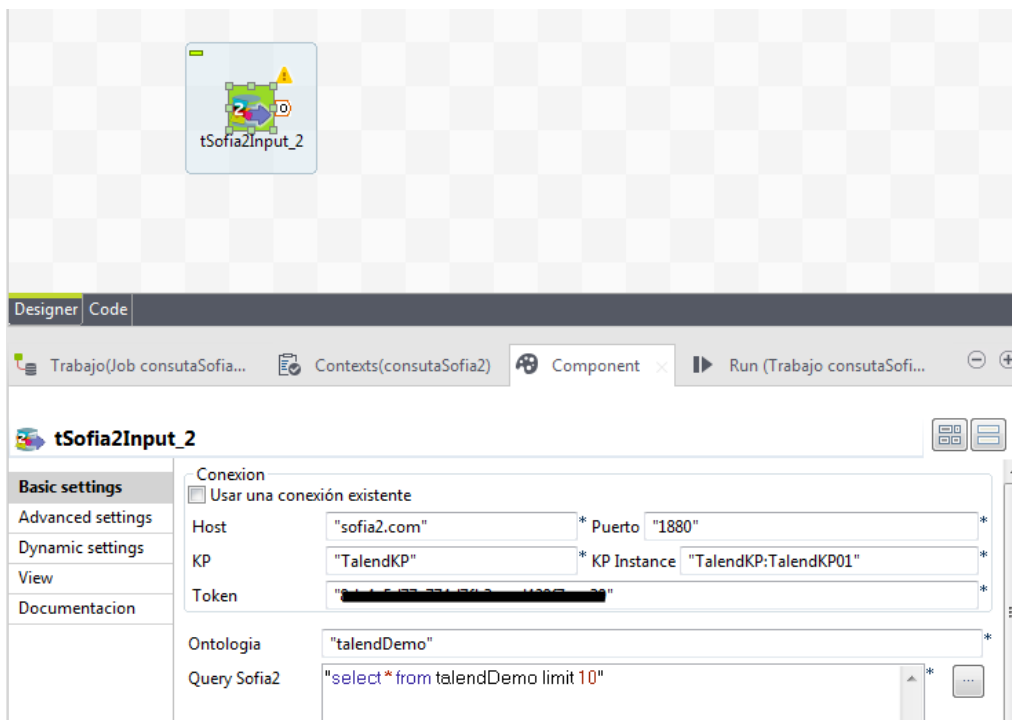 tSofia2Input_2
Designer Code
Trabajo(Job consutaSofia... Contexts(consutaSofia2) Component Run (Trabajo consutaSofi...
tSofia2Input_2
Basic settings
Advanced settings
Dynamic settings
View
Documentacion
Conexion
Usar una conexión existente
Host "sofia2.com" * Puerto "1880" *
KP "TalendKP" * KP Instance "TalendKP:TalendKP01" *
Token *
Ontologia "talendDemo" *
Query Sofia2 "select * from talendDemo limit 10" * ...